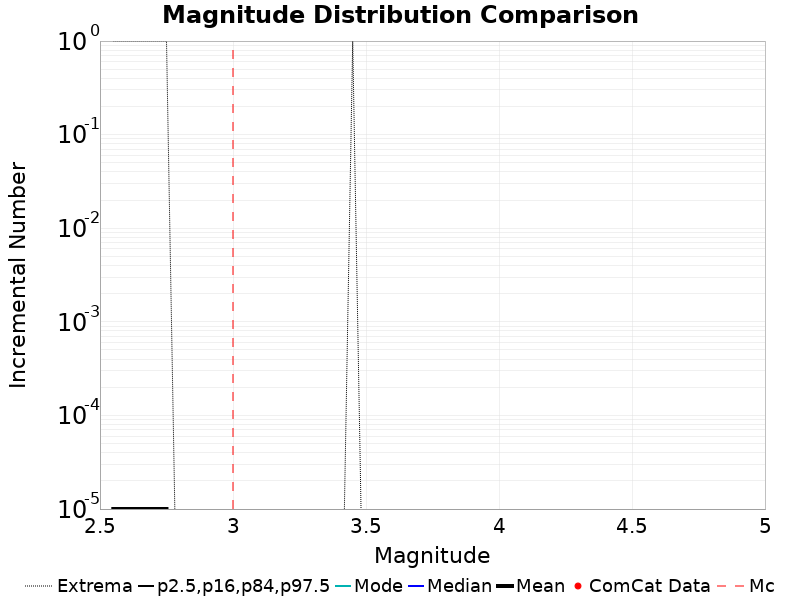 Magnitude Distribution Comparison
Incremental Number
10^0
10^-1
10^-2
10^-3
10^-4
10^-5
2.5 3 3.5 4 4.5 5
Magnitude
Extrema p2.5,p16,p84,p97.5 Mode Median Mean ComCat Data Mc